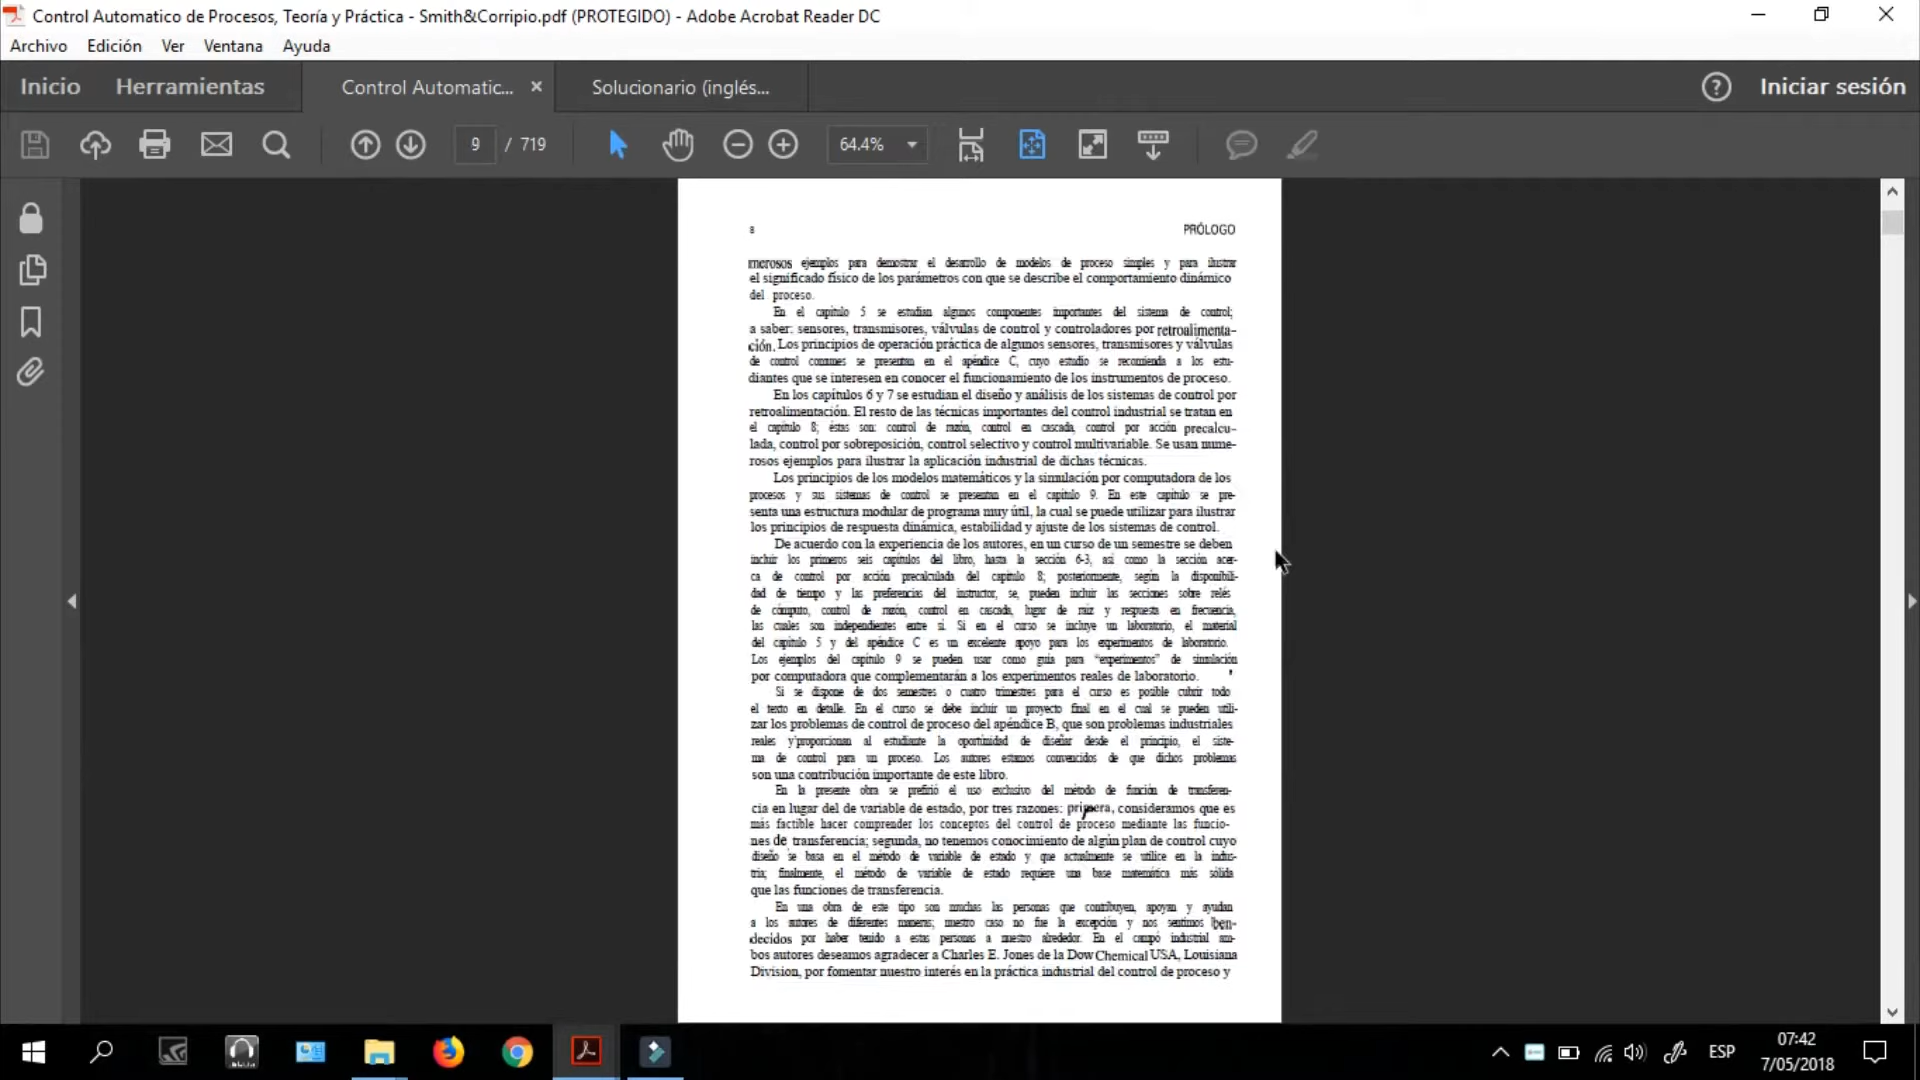 Control Automatico de Procesos, Teoría y Práctica - Smith&Corripio.pdf (PROTEGIDO) - Adobe Acrobat Reader DC
Archivo Edición Ver Ventana Ayuda
Inicio Herramientas Control Automatic... Solucionario (inglés... Iniciar sesión
9 / 719 64.4%
8 PRÓLOGO
merosos ejemplos para demostrar el desarrollo de modelos de proceso simples y para ilustrar
el significado físico de los parámetros con que se describe el comportamiento dinámico
del proceso.
En el capítulo 5 se estudian algunos componentes importantes del sistema de control;
a saber: sensores, transmisores, válvulas de control y controladores por retroalimenta-
ción. Los principios de operación práctica de algunos sensores, transmisores y válvulas
de control comunes se presentan en el apéndice C, cuyo estudio se recomienda a los estu-
diantes que se interesen en conocer el funcionamiento de los instrumentos de proceso.
En los capítulos 6 y 7 se estudian el diseño y análisis de los sistemas de control por
retroalimentación. El resto de las técnicas importantes del control industrial se tratan en
el capítulo 8; éstas son: control de razón, control en cascada, control por acción precalcu-
lada, control por sobreposición, control selectivo y control multivariable. Se usan nume-
rosos ejemplos para ilustrar la aplicación industrial de dichas técnicas.
Los principios de los modelos matemáticos y la simulación por computadora de los
procesos y sus sistemas de control se presentan en el capítulo 9. En este capítulo se pre-
senta una estructura modular de programa muy útil, la cual se puede utilizar para ilustrar
los principios de respuesta dinámica, estabilidad y ajuste de los sistemas de control.
De acuerdo con la experiencia de los autores, en un curso de un semestre se deben
incluir los primeros seis capítulos del libro, hasta la sección 6-3, así como la sección acer-
ca de control por acción precalculada del capítulo 8; posteriormente, según la disponibili-
dad de tiempo y las preferencias del instructor, se, pueden incluir las secciones sobre relés
de cómputo, control de razón, control en cascada, lugar de raíz y respuesta en frecuencia,
las cuales son independientes entre sí. Si en el curso se incluye un laboratorio, el material
del capítulo 5 y del apéndice C es un excelente apoyo para los experimentos de laboratorio.
Los ejemplos del capítulo 9 se pueden usar como guía para “experimentos” de simulación
por computadora que complementarán a los experimentos reales de laboratorio.
Si se dispone de dos semestres o cuatro trimestres para el curso es posible cubrir todo
el texto en detalle. En el curso se debe incluir un proyecto final en el cual se pueden utili-
zar los problemas de control de proceso del apéndice B, que son problemas industriales
reales y'proporcionan al estudiante la oportunidad de diseñar desde el principio, el siste-
ma de control para un proceso. Los autores estamos convencidos de que dichos problemas
son una contribución importante de este libro.
En la presente obra se prefirió el uso exclusivo del método de función de transferen-
cia en lugar del de variable de estado, por tres razones: primera, consideramos que es
más factible hacer comprender los conceptos del control de proceso mediante las funcio-
nes de transferencia; segunda, no tenemos conocimiento de algún plan de control cuyo
diseño se basa en el método de variable de estado y que actualmente se utilice en la indus-
tria; finalmente, el método de variable de estado requiere una base matemática más sólida
que las funciones de transferencia.
En una obra de este tipo son muchas las personas que contribuyen, apoyan y ayudan
a los autores de diferentes maneras; nuestro caso no fue la excepción y nos sentimos ben-
decidos por haber tenido a estas personas a nuestro alrededor. En el campo industrial am-
bos autores deseamos agradecer a Charles E. Jones de la Dow Chemical USA, Louisiana
Division, por fomentar nuestro interés en la práctica industrial del control de proceso y
ESP
07:42
7/05/2018